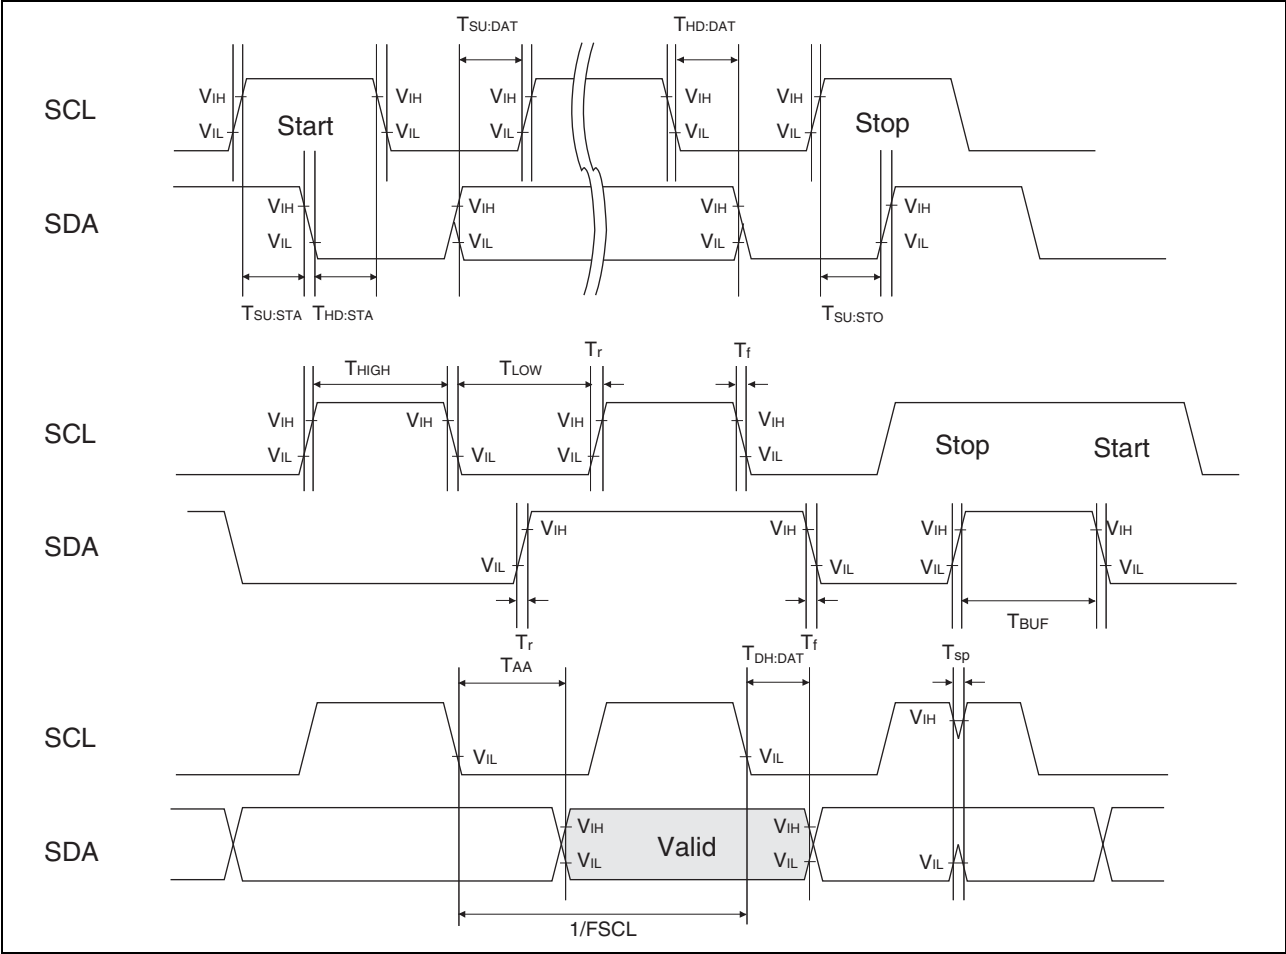 TSU:DAT THD:DAT
SCL VIH VIH VIH VIH VIH
VIL Start VIL VIL VIL VIL Stop
SDA VIH VIH VIH VIH
VIL VIL VIL VIL
TSU:STA THD:STA TSU:STO
THIGH TLOW Tr Tf
SCL VIH VIH VIH VIH
VIL VIL VIL VIL Stop Start
SDA VIH VIH VIH VIH
VIL VIL VIL VIL
Tr Tf TBUF
TAA TDH:DAT Tsp
SCL VIH
VIL VIL
SDA VIH Valid VIH
VIL VIL VIL
1/FSCL